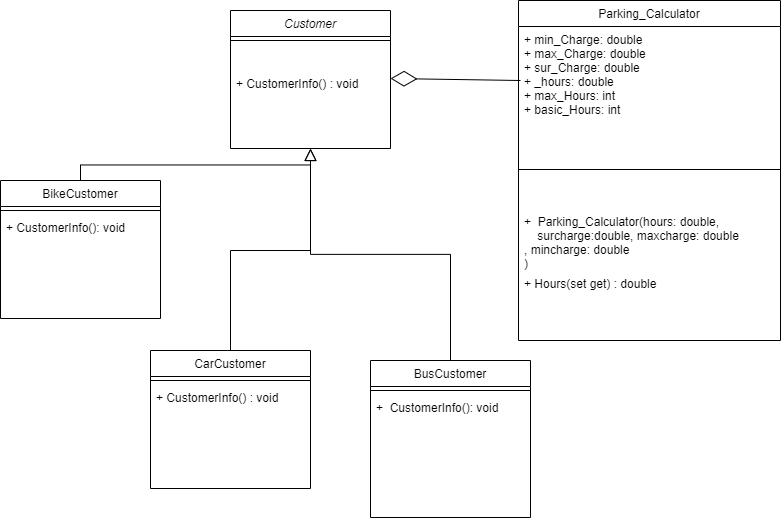 Customer
+ CustomerInfo() : void
Parking_Calculator
+ min_Charge: double
+ max_Charge: double
+ sur_Charge: double
+ _hours: double
+ max_Hours: int
+ basic_Hours: int
+ Parking_Calculator(hours: double,
surcharge:double, maxcharge: double
, mincharge: double
)
+ Hours(set get) : double
BikeCustomer
+ CustomerInfo(): void
CarCustomer
+ CustomerInfo() : void
BusCustomer
+ CustomerInfo(): void